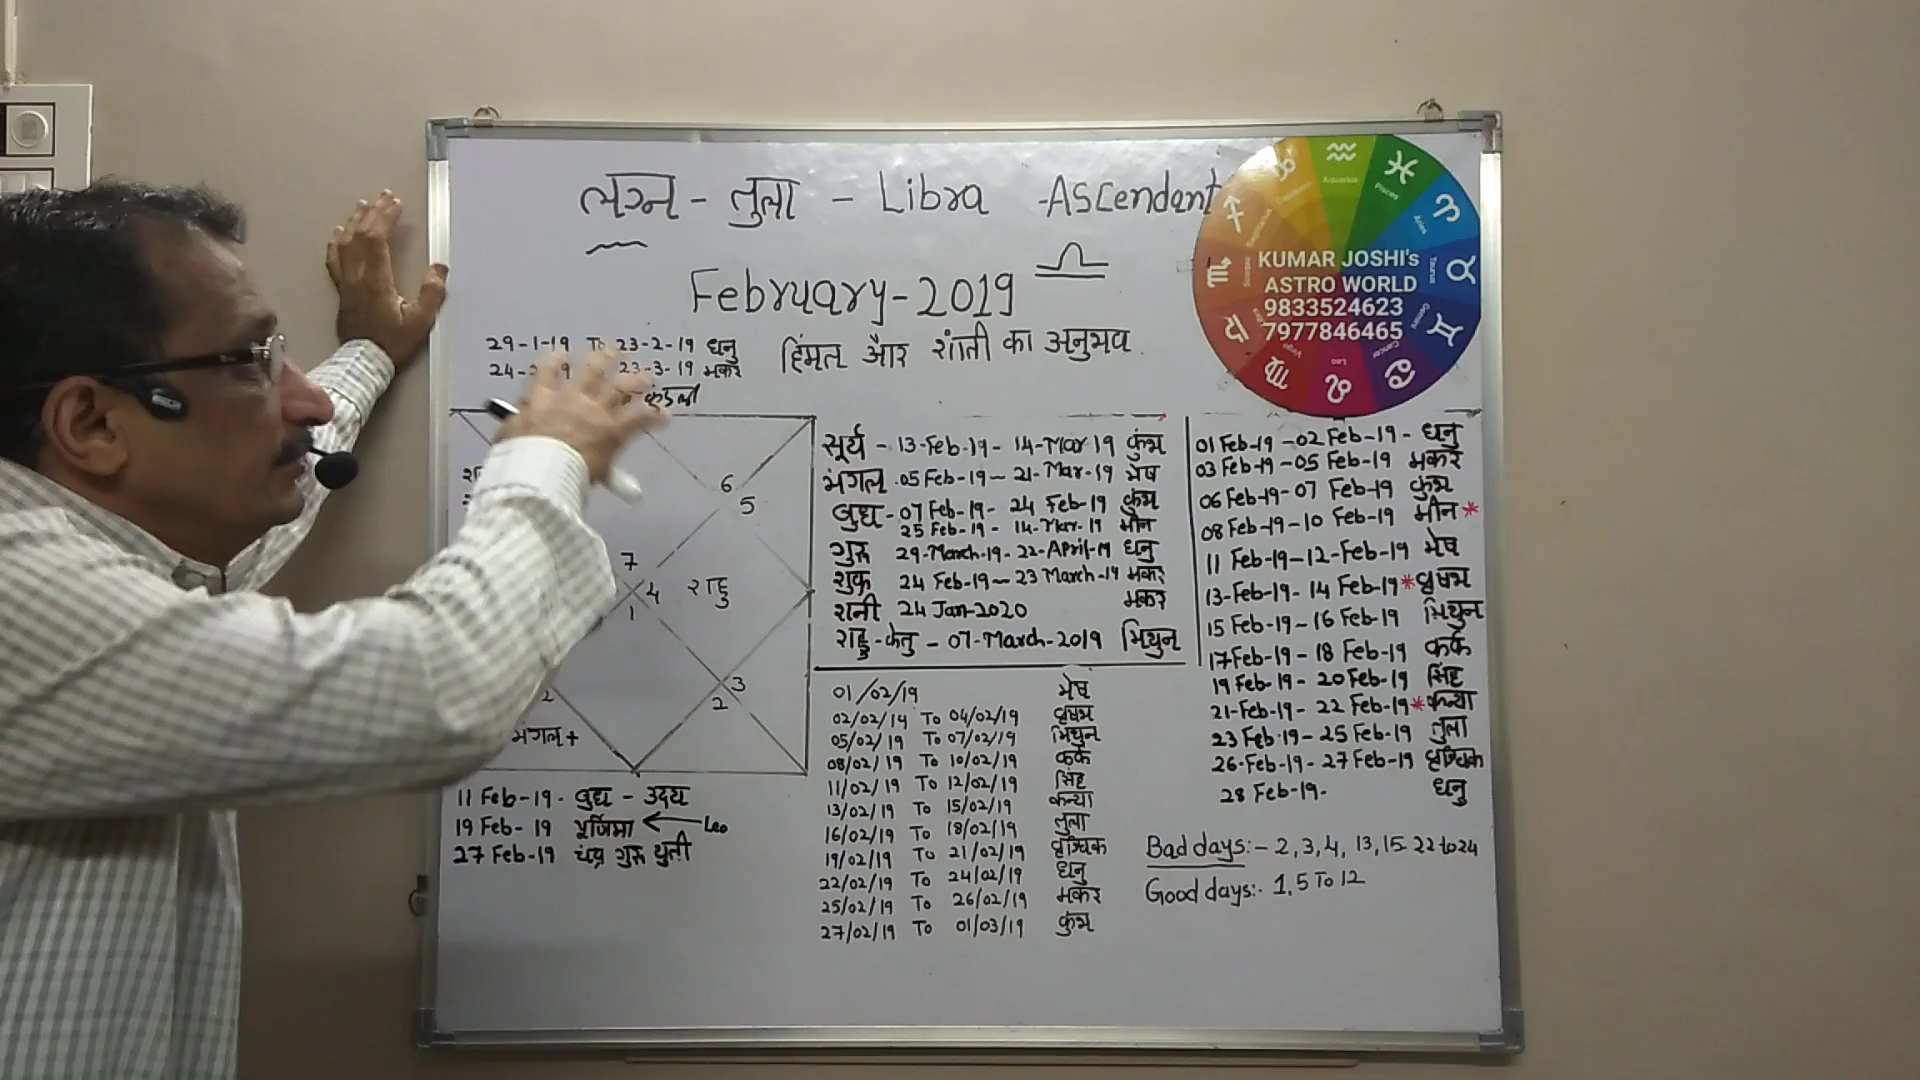 लग्न - तुला - Libra - Ascendant
February-2019
हिंमत और शांती का अनुभव
29-1-19 To 23-2-19 धनु
23-3-19 मकर
कुंडली
6
5
7
4 राहु
1
3
2
2
मंगल +
11 Feb-19- बुध - उदय
19 Feb-19 पूर्णिमा ← Leo
27 Feb-19 चंद्र गुरु युती
सूर्य - 13-Feb-19- 14-Mar-19 कुंभ
मंगल 05 Feb-19 - 21-Mar-19 मेष
बुध - 07 Feb-19- 24 Feb-19 कुंभ
25 Feb-19 - 14-Mar-19 मीन
गुरु 29-March-19-22-April-19 धनु
शुक्र 24 Feb-19 - 23 March-19 मकर
शनी 24 Jan-2020 मकर
राहु-केतु - 07-March-2019 मिथुन
01/02/19 मेष
02/02/19 To 04/02/19 वृषभ
05/02/19 To 07/02/19 मिथुन
08/02/19 To 10/02/19 कर्क
11/02/19 To 12/02/19 सिंह
13/02/19 To 15/02/19 कन्या
16/02/19 To 18/02/19 तुला
19/02/19 To 21/02/19 वृश्चिक
22/02/19 To 24/02/19 धनु
25/02/19 To 26/02/19 मकर
27/02/19 To 01/03/19 कुंभ
KUMAR JOSHI's
ASTRO WORLD
9833524623
7977846465
Aquarius
Pisces
Aries
Taurus
Gemini
Cancer
Leo
Virgo
01 Feb-19 -02 Feb-19 - धनु
03 Feb-19 -05 Feb-19 मकर
06 Feb-19-07 Feb-19 कुंभ
08 Feb-19-10 Feb-19 मीन *
11 Feb-19-12-Feb-19 मेष
13-Feb-19- 14 Feb-19 * वृषभ
15 Feb-19 - 16 Feb-19 मिथुन
17 Feb-19 - 18 Feb-19 कर्क
19 Feb-19 - 20 Feb-19 सिंह
21-Feb-19 - 22 Feb-19 * कन्या
23 Feb-19 - 25 Feb-19 तुला
26-Feb-19 - 27 Feb-19 वृश्चिक
28 Feb-19- धनु
Bad days:- 2, 3, 4, 13, 15 22 to 24
Good days:- 1, 5 To 12